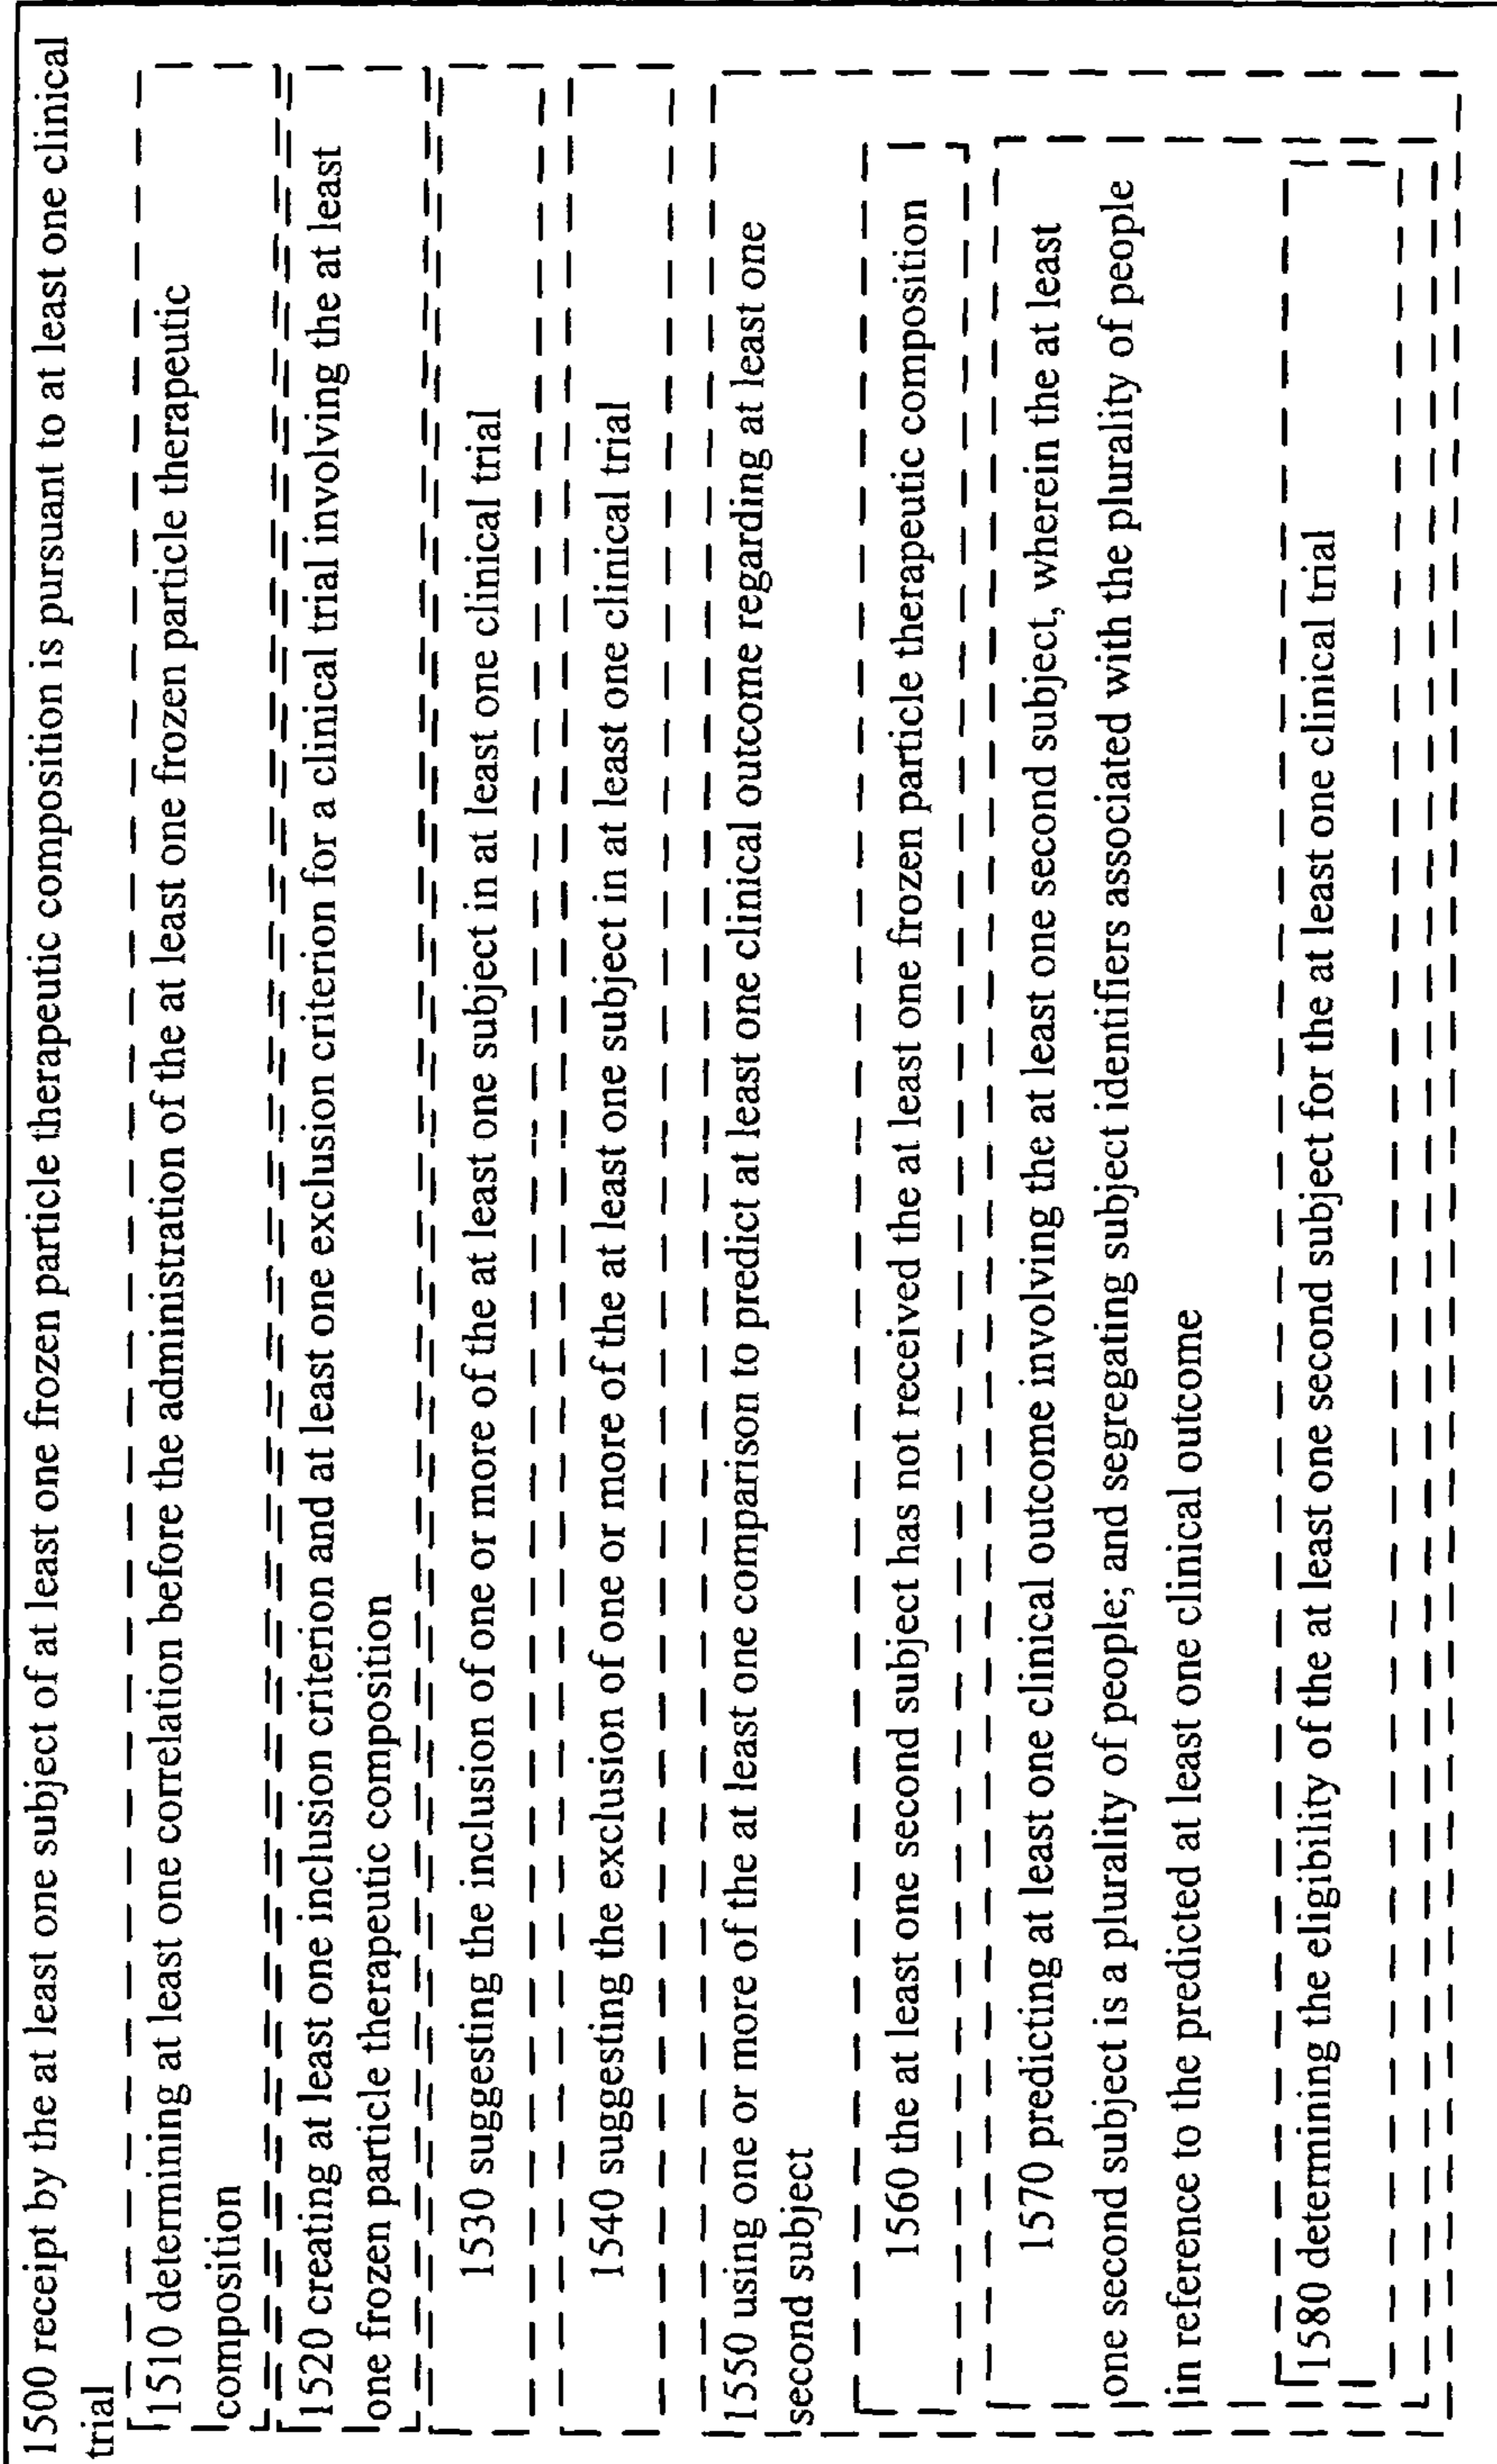 1500 receipt by the at least one subject of at least one frozen particle therapeutic composition is pursuant to at least one clinical
trial
1510 determining at least one correlation before the administration of the at least one frozen particle therapeutic
composition
1520 creating at least one inclusion criterion and at least one exclusion criterion for a clinical trial involving the at least
one frozen particle therapeutic composition
1530 suggesting the inclusion of one or more of the at least one subject in at least one clinical trial
1540 suggesting the exclusion of one or more of the at least one subject in at least one clinical trial
1550 using one or more of the at least one comparison to predict at least one clinical outcome regarding at least one
second subject
1560 the at least one second subject has not received the at least one frozen particle therapeutic composition
1570 predicting at least one clinical outcome involving the at least one second subject, wherein the at least
one second subject is a plurality of people; and segregating subject identifiers associated with the plurality of people
in reference to the predicted at least one clinical outcome
1580 determining the eligibility of the at least one second subject for the at least one clinical trial